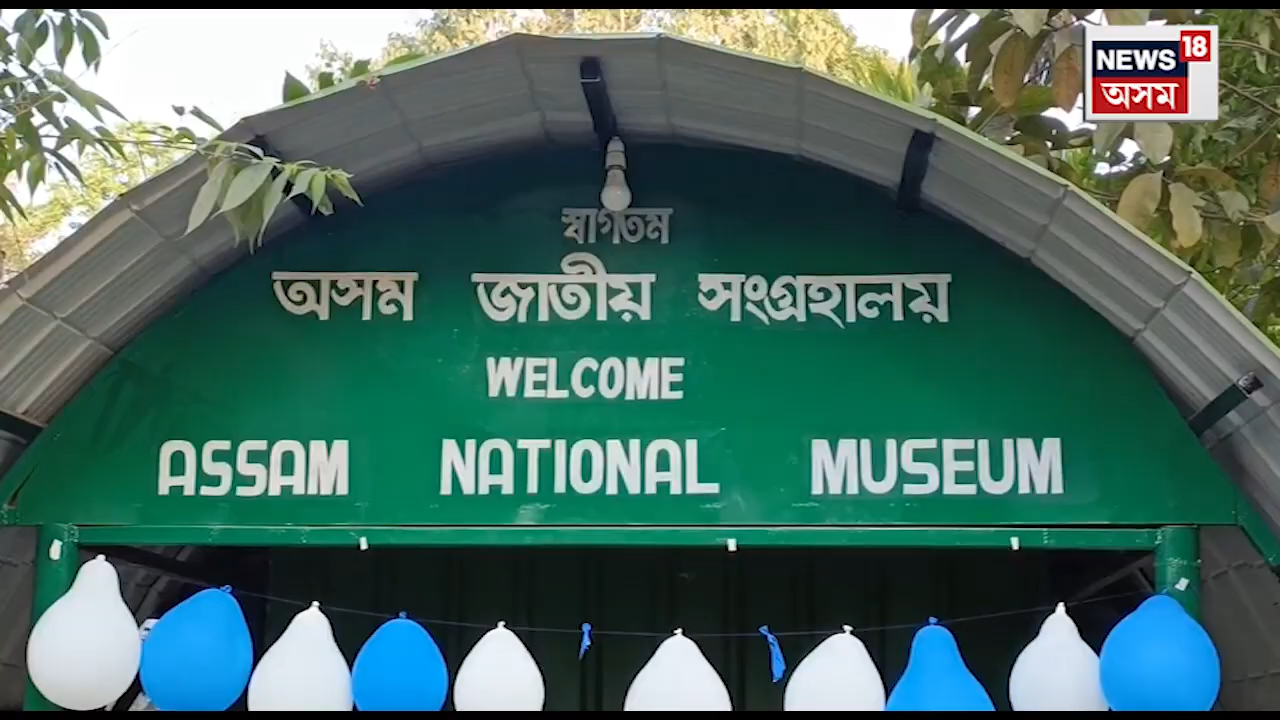 NEWS 18
অসম
স্বাগতম
অসম জাতীয় সংগ্ৰহালয়
WELCOME
ASSAM NATIONAL MUSEUM